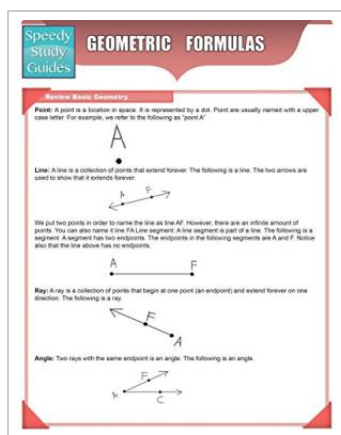 Speedy
Study
Guides
GEOMETRIC FORMULAS
Review Basic Geometry
Point: A point is a location in space. It is represented by a dot. Point are usually named with a upper
case letter. For example, we refer to the following as "point A"
A
Line: A line is a collection of points that extend forever. The following is a line. The two arrows are
used to show that it extends forever.
A F
We put two points in order to name the line as line AF. However, there are an infinite amount of
points. You can also name it line FA Line segment: A line segment is part of a line. The following is a
segment. A segment has two endpoints. The endpoints in the following segments are A and F. Notice
also that the line above has no endpoints.
A F
Ray: A ray is a collection of points that begin at one point (an endpoint) and extend forever on one
direction. The following is a ray.
F
A
Angle: Two rays with the same endpoint is an angle. The following is an angle.
F
A
C